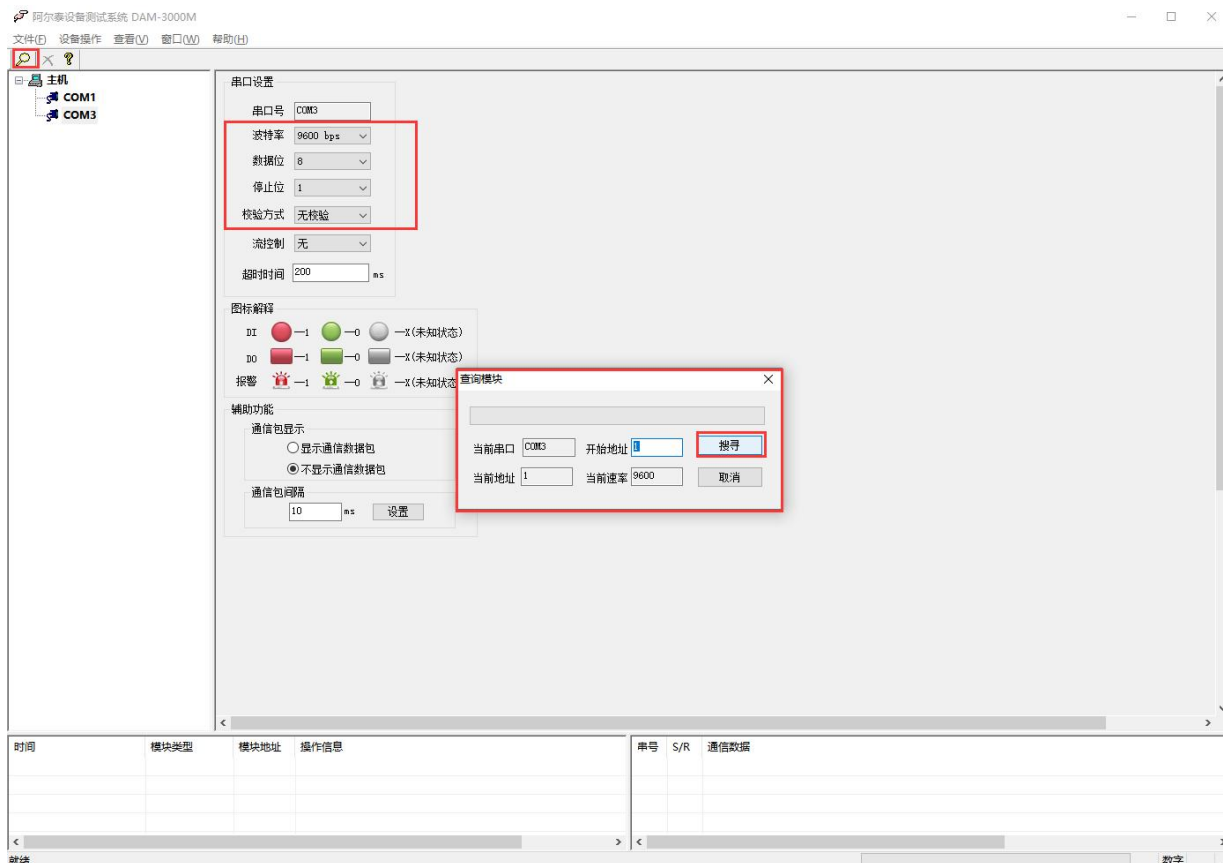 阿尔泰设备测试系统 DAM-3000M
文件(F) 设备操作 查看(V) 窗口(W) 帮助(H)
主机
COM1
COM3
串口设置
串口号 COM3
波特率 9600 bps
数据位 8
停止位 1
校验方式 无校验
流控制 无
超时时间 200 ms
图标解释
DI —1 —0 —X(未知状态)
DO —1 —0 —X(未知状态)
报警 —1 —0 —X(未知状态
辅助功能
通信包显示
显示通信数据包
不显示通信数据包
通信包间隔
10 ms 设置
查询模块
当前串口 COM3 开始地址 1 搜寻
当前地址 1 当前速率 9600 取消
时间 模块类型 模块地址 操作信息
串号 S/R 通信数据
就绪 数字